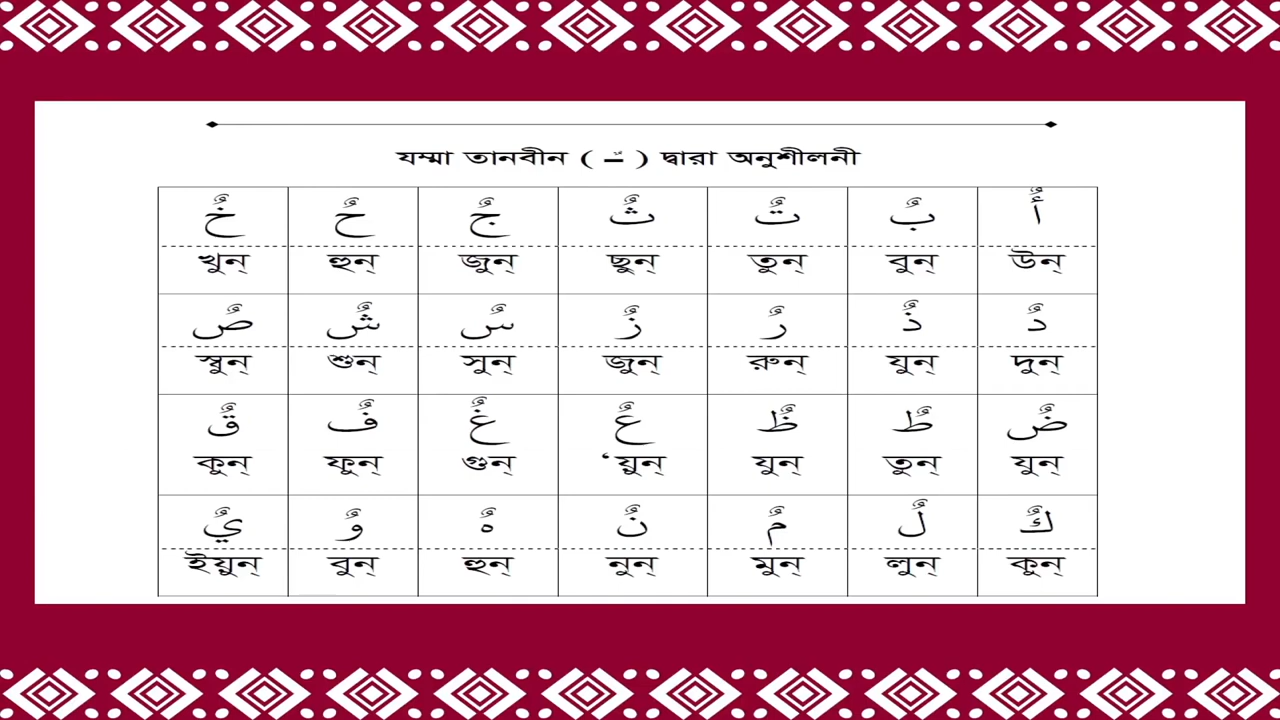 যম্মা তানবীন ( ـٌ ) দ্বারা অনুশীলনী
أٌ بٌ تٌ ثٌ جٌ حٌ خٌ
উন্ বুন্ তুন্ ছুন্ জুন্ হুন্ খুন্
دٌ ذٌ رٌ زٌ سٌ شٌ صٌ
দুন্ যুন্ রুন্ জুন্ সুন্ শুন্ স্বুন্
ضٌ طٌ ظٌ عٌ غٌ فٌ قٌ
যুন্ তুন্ যুন্ ‘য়ুন্ গুন্ ফুন্ কুন্
كٌ لٌ مٌ نٌ هٌ وٌ يٌ
কুন্ লুন্ মুন্ নুন্ হুন্ বুন্ ইয়ুন্